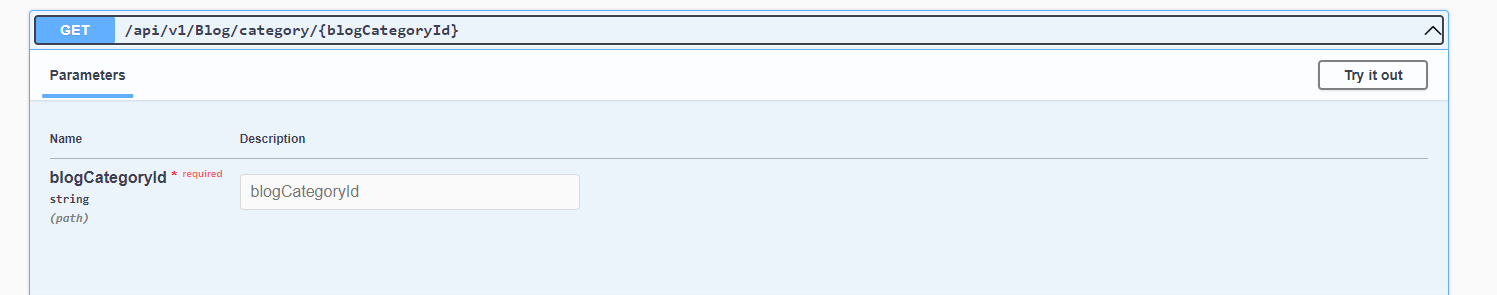 GET /api/v1/Blog/category/{blogCategoryId}
Parameters Try it out
Name Description
blogCategoryId * required blogCategoryId
string
(path)